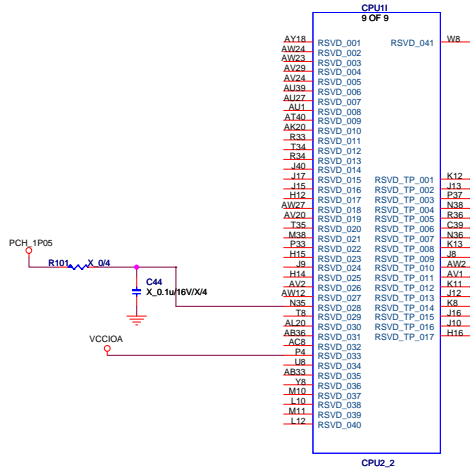 CPU1I
9 OF 9
AY18 RSVD_001 RSVD_041 W8
AW24 RSVD_002
AW23 RSVD_003
AV29 RSVD_004
AV24 RSVD_005
AU39 RSVD_006
AU27 RSVD_007
AU1 RSVD_008
AT40 RSVD_009
AK20 RSVD_010
R33 RSVD_011
T34 RSVD_012
R34 RSVD_013
J40 RSVD_014
J17 RSVD_015 RSVD_TP_001 K12
J15 RSVD_016 RSVD_TP_002 J13
H12 RSVD_017 RSVD_TP_003 P37
AW27 RSVD_018 RSVD_TP_004 N38
AV20 RSVD_019 RSVD_TP_005 R36
T35 RSVD_020 RSVD_TP_006 C39
M38 RSVD_021 RSVD_TP_007 N36
P33 RSVD_022 RSVD_TP_008 K13
H15 RSVD_023 RSVD_TP_009 J8
J9 RSVD_024 RSVD_TP_010 AW2
H14 RSVD_025 RSVD_TP_011 AV1
AV2 RSVD_026 RSVD_TP_012 K11
AW12 RSVD_027 RSVD_TP_013 J12
N35 RSVD_028 RSVD_TP_014 K8
T8 RSVD_029 RSVD_TP_015 J16
AL20 RSVD_030 RSVD_TP_016 J10
AB36 RSVD_031 RSVD_TP_017 H16
AC8 RSVD_032
P4 RSVD_033
U8 RSVD_034
AB33 RSVD_035
Y8 RSVD_036
M10 RSVD_037
L10 RSVD_038
M11 RSVD_039
L12 RSVD_040
PCH_1P05
R101 X_0/4
C44
X_0.1u/16V/X/4
VCCIOA
CPU2_2